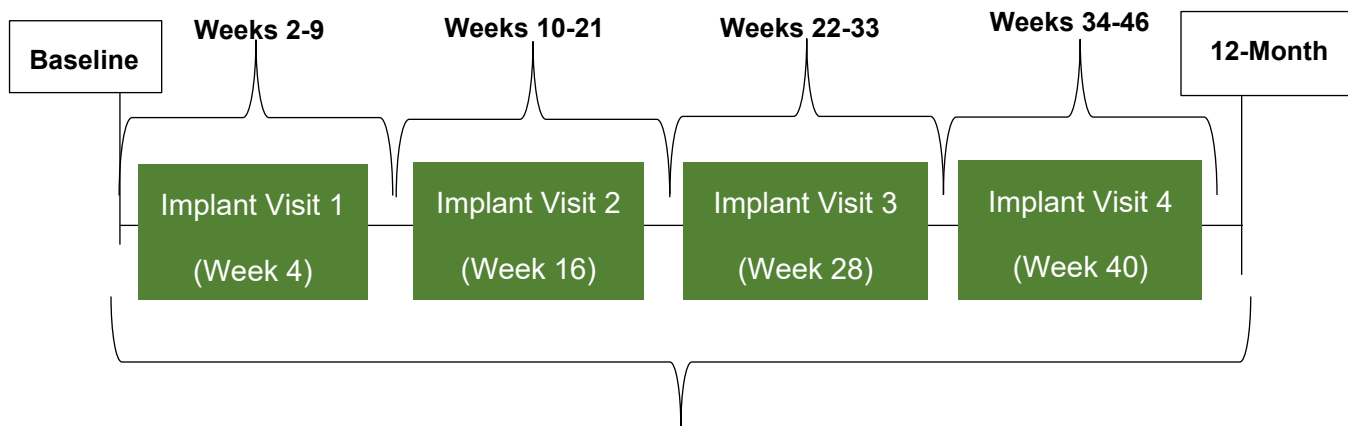 Baseline
Weeks 2-9
Weeks 10-21
Weeks 22-33
Weeks 34-46
12-Month
Implant Visit 1
(Week 4)
Implant Visit 2
(Week 16)
Implant Visit 3
(Week 28)
Implant Visit 4
(Week 40)